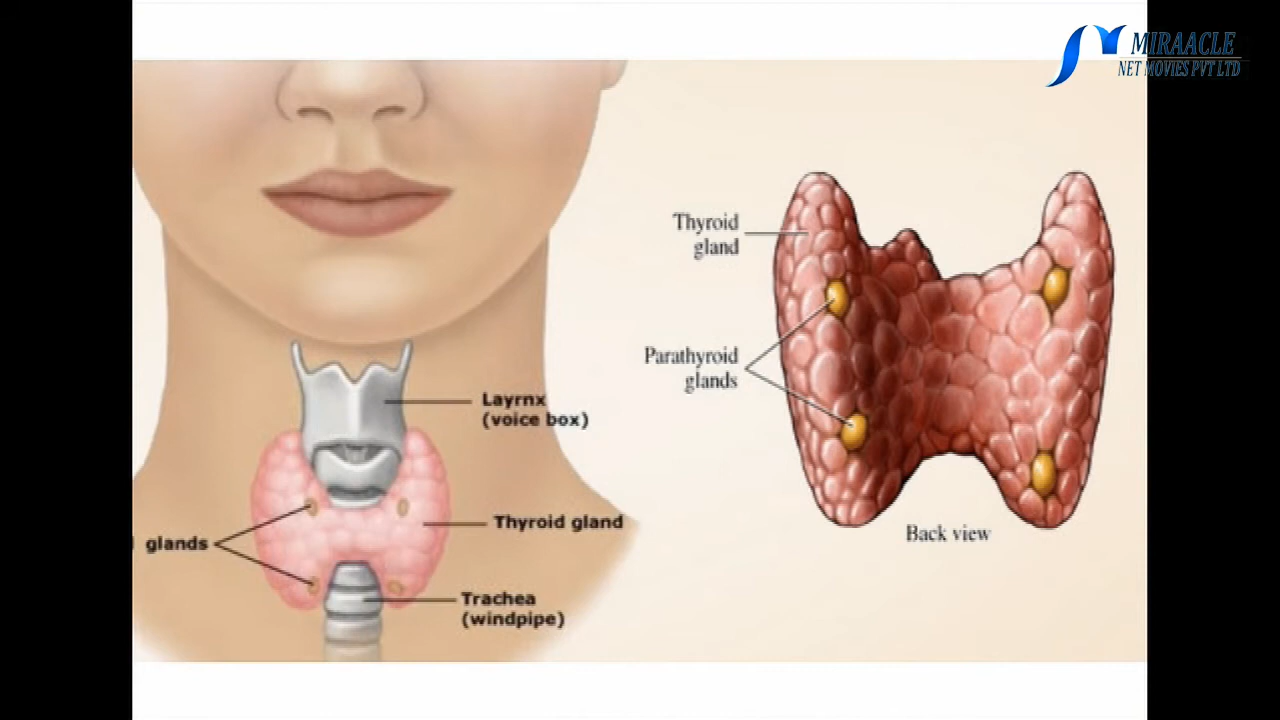 MIRAACLE
NET MOVIES PVT LTD
Thyroid
gland
Parathyroid
glands
Back view
Layrnx
(voice box)
Thyroid gland
glands
Trachea
(windpipe)